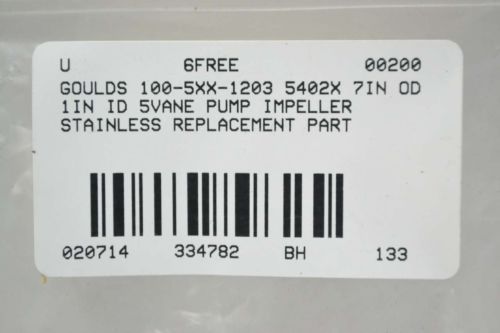 U 6FREE 00200
GOULDS 100-5XX-1203 5402X 7IN OD
1IN ID 5VANE PUMP IMPELLER
STAINLESS REPLACEMENT PART
020714 334782 BH 133